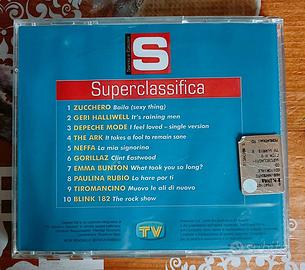 S
Superclassifica
1 ZUCCHERO Baila (sexy thing)
2 GERI HALLIWELL It's raining men
3 DEPECHE MODE I feel loved - single version
4 THE ARK It takes a fool to remain sane
5 NEFFA La mia signorina
6 GORILLAZ Clint Eastwood
7 EMMA BUNTON What took you so long?
8 PAULINA RUBIO Lo hare por ti
9 TIROMANCINO Muovo le ali di nuovo
10 BLINK 182 The rock show
TV